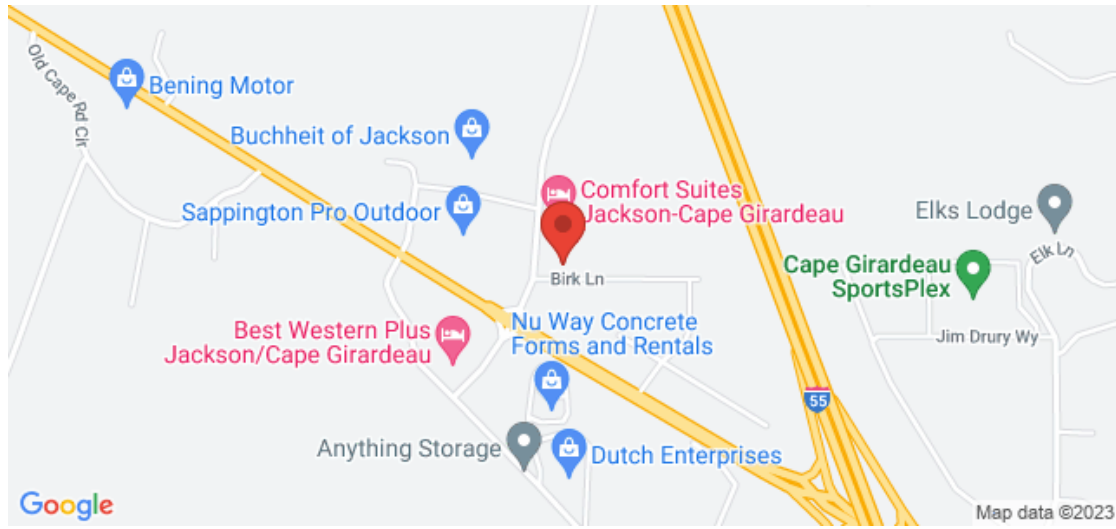 Old Cape Rd Cir
Bening Motor
Buchheit of Jackson
Comfort Suites
Jackson-Cape Girardeau
Sappington Pro Outdoor
Elks Lodge
Elk Ln
Cape Girardeau
SportsPlex
Birk Ln
Nu Way Concrete
Forms and Rentals
Best Western Plus
Jackson/Cape Girardeau
Jim Drury Wy
55
Anything Storage
Dutch Enterprises
Google
Map data ©2023